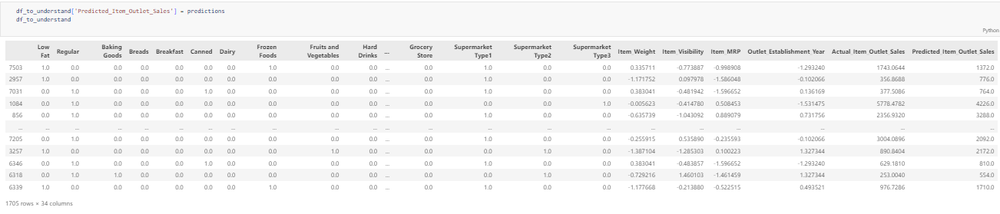 df_to_understand['Predicted_Item_Outlet_Sales'] = predictions
df_to_understand
Python
Low Fat Regular Baking Goods Breads Breakfast Canned Dairy Frozen Foods Fruits and Vegetables Hard Drinks ... Grocery Store Supermarket Type1 Supermarket Type2 Supermarket Type3 Item_Weight Item_Visibility Item_MRP Outlet_Establishment_Year Actual_Item_Outlet_Sales Predicted_Item_Outlet_Sales
7503 1.0 0.0 0.0 0.0 0.0 0.0 0.0 1.0 0.0 0.0 ... 0.0 1.0 0.0 0.0 0.335711 -0.773887 -0.998908 -1.293240 1743.0644 1372.0
2957 1.0 0.0 0.0 0.0 0.0 0.0 0.0 0.0 0.0 0.0 ... 0.0 1.0 0.0 0.0 -1.171752 0.097978 -1.586048 -0.102066 356.8688 776.0
7031 0.0 1.0 0.0 0.0 0.0 1.0 0.0 0.0 0.0 0.0 ... 0.0 1.0 0.0 0.0 0.383041 -0.481942 -1.596652 0.136169 377.5086 764.0
1084 0.0 1.0 0.0 0.0 0.0 0.0 0.0 0.0 0.0 0.0 ... 0.0 0.0 0.0 1.0 -0.005623 -0.414780 0.508453 -1.531475 5778.4782 4226.0
856 0.0 1.0 0.0 0.0 0.0 0.0 0.0 0.0 0.0 0.0 ... 0.0 1.0 0.0 0.0 -0.635739 -1.043092 0.889079 0.731756 2356.9320 3288.0
... ... ... ... ... ... ... ... ... ... ... ... ... ... ... ... ... ... ... ... ... ...
7205 0.0 1.0 0.0 0.0 0.0 0.0 0.0 0.0 0.0 0.0 ... 0.0 1.0 0.0 0.0 -0.255915 0.535890 -0.235593 -0.102066 3004.0896 2092.0
3257 1.0 0.0 0.0 0.0 0.0 0.0 0.0 0.0 1.0 0.0 ... 0.0 0.0 1.0 0.0 -1.387104 -1.285303 0.100223 1.327344 890.8404 2172.0
6346 0.0 1.0 0.0 0.0 0.0 1.0 0.0 0.0 0.0 0.0 ... 0.0 1.0 0.0 0.0 0.383041 -0.483857 -1.596652 -1.293240 629.1810 810.0
6318 0.0 1.0 1.0 0.0 0.0 0.0 0.0 0.0 0.0 0.0 ... 0.0 0.0 1.0 0.0 -0.729216 1.460103 -1.461459 1.327344 253.0040 554.0
6339 1.0 0.0 0.0 0.0 0.0 0.0 0.0 1.0 0.0 0.0 ... 0.0 1.0 0.0 0.0 -1.177668 -0.213880 -0.522515 0.493521 976.7286 1710.0
1705 rows × 34 columns